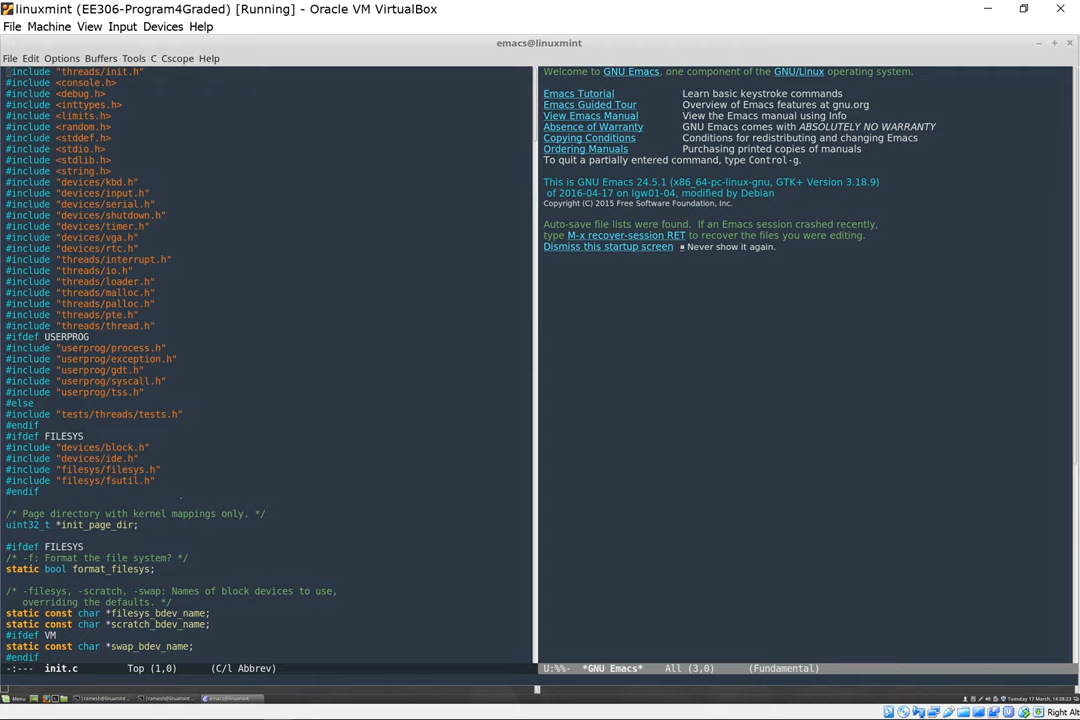 linuxmint (EE306-Program4Graded) [Running] - Oracle VM VirtualBox
File Machine View Input Devices Help
emacs@linuxmint
File Edit Options Buffers Tools C Cscope Help
#include "threads/init.h"
#include <console.h>
#include <debug.h>
#include <inttypes.h>
#include <limits.h>
#include <random.h>
#include <stddef.h>
#include <stdio.h>
#include <stdlib.h>
#include <string.h>
#include "devices/kbd.h"
#include "devices/input.h"
#include "devices/serial.h"
#include "devices/shutdown.h"
#include "devices/timer.h"
#include "devices/vga.h"
#include "devices/rtc.h"
#include "threads/interrupt.h"
#include "threads/io.h"
#include "threads/loader.h"
#include "threads/malloc.h"
#include "threads/palloc.h"
#include "threads/pte.h"
#include "threads/thread.h"
#ifdef USERPROG
#include "userprog/process.h"
#include "userprog/exception.h"
#include "userprog/gdt.h"
#include "userprog/syscall.h"
#include "userprog/tss.h"
#else
#include "tests/threads/tests.h"
#endif
#ifdef FILESYS
#include "devices/block.h"
#include "devices/ide.h"
#include "filesys/filesys.h"
#include "filesys/fsutil.h"
#endif
/* Page directory with kernel mappings only. */
uint32_t *init_page_dir;
#ifdef FILESYS
/* -f: Format the file system? */
static bool format_filesys;
/* -filesys, -scratch, -swap: Names of block devices to use,
overriding the defaults. */
static const char *filesys_bdev_name;
static const char *scratch_bdev_name;
#ifdef VM
static const char *swap_bdev_name;
#endif
-:--- init.c Top (1,0) (C/l Abbrev)
Welcome to GNU Emacs, one component of the GNU/Linux operating system.
Emacs Tutorial Learn basic keystroke commands
Emacs Guided Tour Overview of Emacs features at gnu.org
View Emacs Manual View the Emacs manual using Info
Absence of Warranty GNU Emacs comes with ABSOLUTELY NO WARRANTY
Copying Conditions Conditions for redistributing and changing Emacs
Ordering Manuals Purchasing printed copies of manuals
To quit a partially entered command, type Control-g.
This is GNU Emacs 24.5.1 (x86_64-pc-linux-gnu, GTK+ Version 3.18.9)
of 2016-04-17 on lgw01-04, modified by Debian
Copyright (C) 2015 Free Software Foundation, Inc.
Auto-save file lists were found. If an Emacs session crashed recently,
type M-x recover-session RET to recover the files you were editing.
Dismiss this startup screen Never show it again.
U:%%- *GNU Emacs* All (3,0) (Fundamental)
Menu [ramesh@linuxmint... [ramesh@linuxmint... emacs@linuxmint Tuesday 17 March, 14:38:23
Right Alt